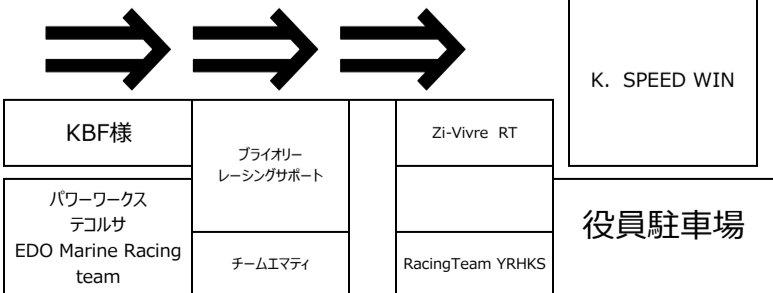 K. SPEED WIN
KBF様
ブライオリー
レーシングサポート
Zi-Vivre RT
パワーワークス
テコルサ
EDO Marine Racing
team
チームエマティ
RacingTeam YRHKS
役員駐車場